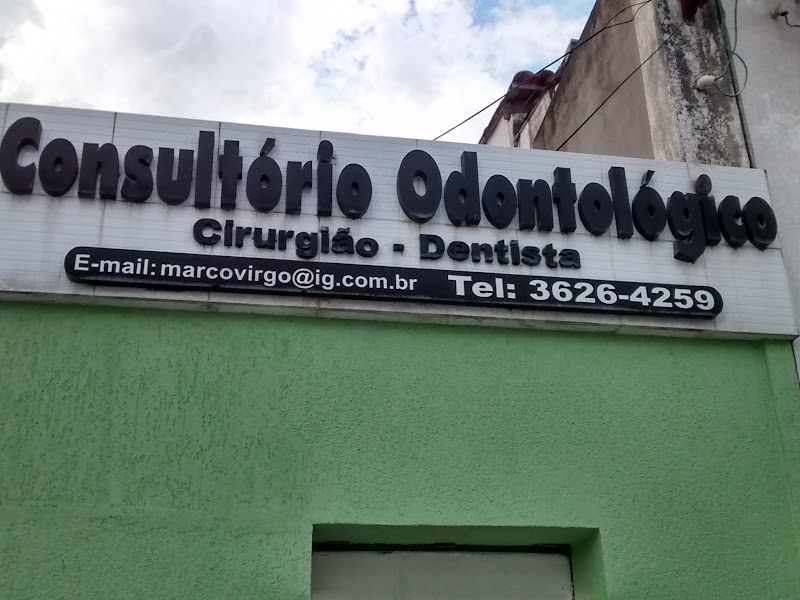 Consultório Odontológico
Cirurgião - Dentista
E-mail: marcovirgo@ig.com.br Tel: 3626-4259